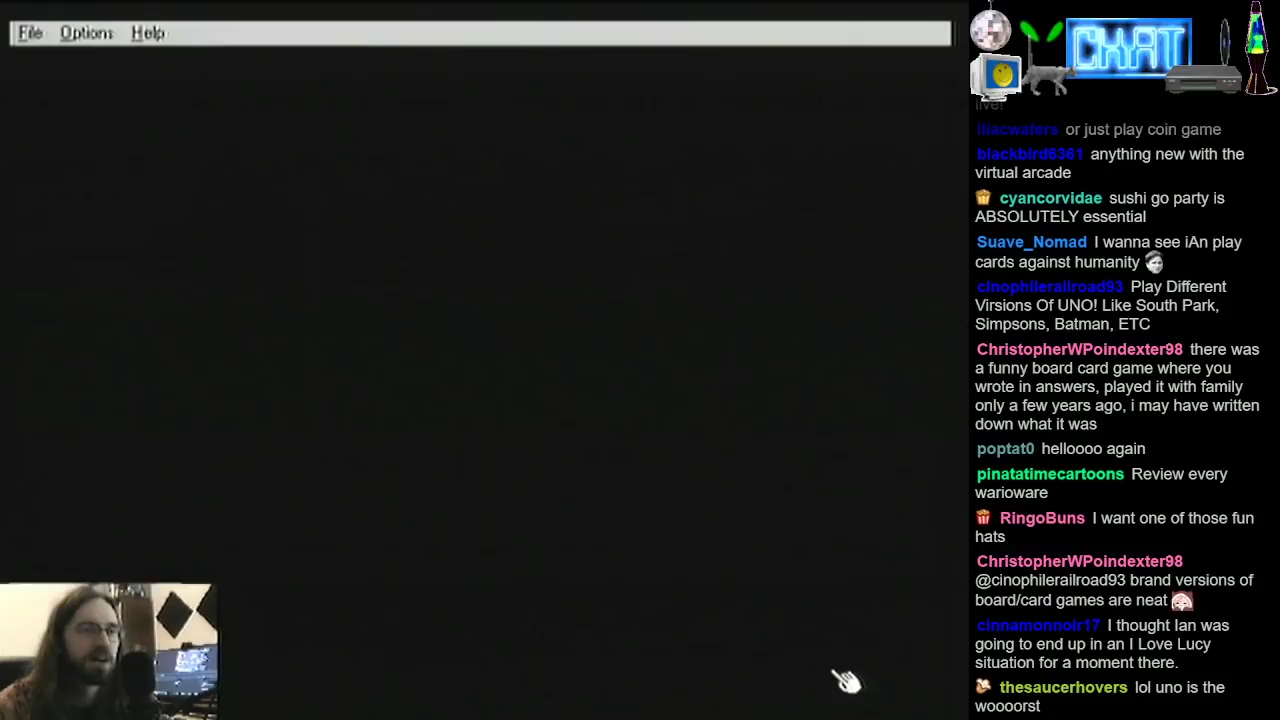 File Options Help
CHAT
live!
lilacwafers or just play coin game
blackbird6361 anything new with the
virtual arcade
cyancorvidae sushi go party is
ABSOLUTELY essential
Suave_Nomad I wanna see iAn play
cards against humanity
cinophilerailroad93 Play Different
Virsions Of UNO! Like South Park,
Simpsons, Batman, ETC
ChristopherWPoindexter98 there was
a funny board card game where you
wrote in answers, played it with family
only a few years ago, i may have written
down what it was
poptat0 helloooo again
pinatatimecartoons Review every
warioware
RingoBuns I want one of those fun
hats
ChristopherWPoindexter98
@cinophilerailroad93 brand versions of
board/card games are neat
cinnamonnoir17 I thought Ian was
going to end up in an I Love Lucy
situation for a moment there.
thesaucerhovers lol uno is the
woooorst